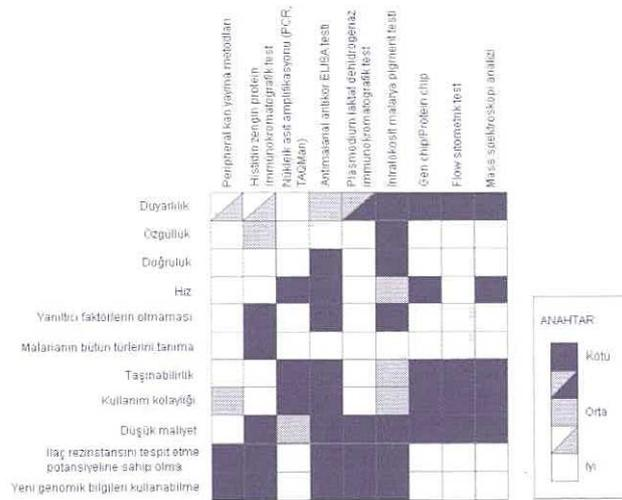 Peripheral kan yayma metodları
Histidin zengin protein
immunokromatografik test
Nükleik asit amplifikasyonu (PCR,
TAQMan)
Antimalarial antikor ELISA testi
Plasmodium laktat dehidrogenaz
immunokromatografik test
İntralökosit malarya pigment testi
Gen chip/Protein chip
Flow sitometrik test
Mass spektroskopi analizi
Duyarlılık
Özgüllük
Doğruluk
Hız
Yanıltıcı faktörlerin olmaması
Malarianın bütün türlerini tanıma
Taşınabilirlik
Kullanım kolaylığı
Düşük maliyet
İlaç rezinstansını tespit etme
potansiyeline sahip olma
Yeni genomik bilgileri kullanabilme
ANAHTAR
Kötü
Orta
İyi